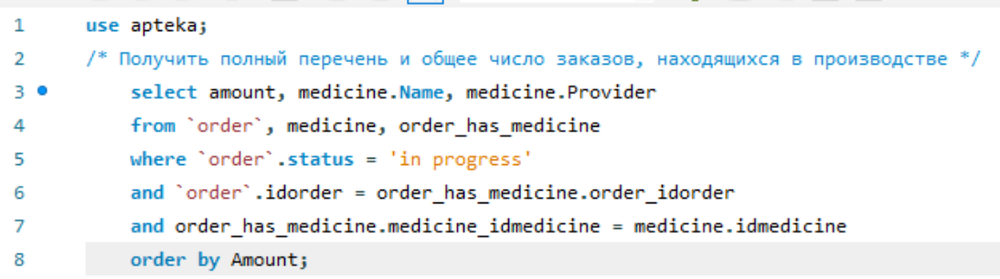 1 use apteka;
2 /* Получить полный перечень и общее число заказов, находящихся в производстве */
3 select amount, medicine.Name, medicine.Provider
4 from `order`, medicine, order_has_medicine
5 where `order`.status = 'in progress'
6 and `order`.idorder = order_has_medicine.order_idorder
7 and order_has_medicine.medicine_idmedicine = medicine.idmedicine
8 order by Amount;